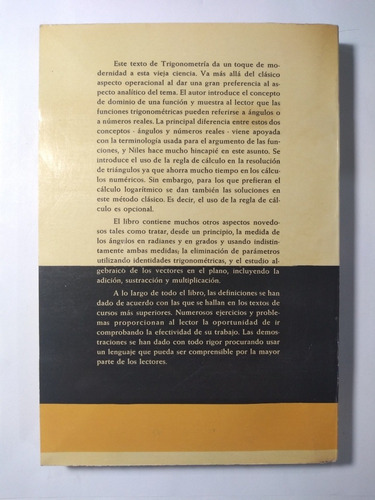 Este texto de Trigonometría da un toque de mo-
dernidad a esta vieja ciencia. Va más allá del clásico
aspecto operacional al dar una gran preferencia al as-
pecto analítico del tema. El autor introduce el concepto
de dominio de una función y muestra al lector que las
funciones trigonométricas pueden referirse a ángulos o
a números reales. La principal diferencia entre estos dos
conceptos - ángulos y números reales - viene apoyada
con la terminología usada para el argumento de las fun-
ciones, y Niles hace mucho hincapié en este asunto. Se
introduce el uso de la regla de cálculo en la resolución
de triángulos ya que ahorra mucho tiempo en los cálcu-
los numéricos. Sin embargo, para los que prefieran el
cálculo logarítmico se dan también las soluciones en
este método clásico. Es decir, el uso de la regla de cál-
culo es opcional.
El libro contiene muchos otros aspectos novedo-
sos tales como tratar, desde un principio, la medida de
los ángulos en radianes y en grados y usando indistin-
tamente ambas medidas; la eliminación de parámetros
utilizando identidades trigonométricas, y el estudio al-
gebraico de los vectores en el plano, incluyendo la
adición, sustracción y multiplicación.
A lo largo de todo el libro, las definiciones se han
dado de acuerdo con las que se hallan en los textos de
cursos más superiores. Numerosos ejercicios y proble-
mas proporcionan al lector la oportunidad de ir
comprobando la efectividad de su trabajo. Las demos-
traciones se han dado con todo rigor procurando usar
un lenguaje que pueda ser comprensible por la mayor
parte de los lectores.